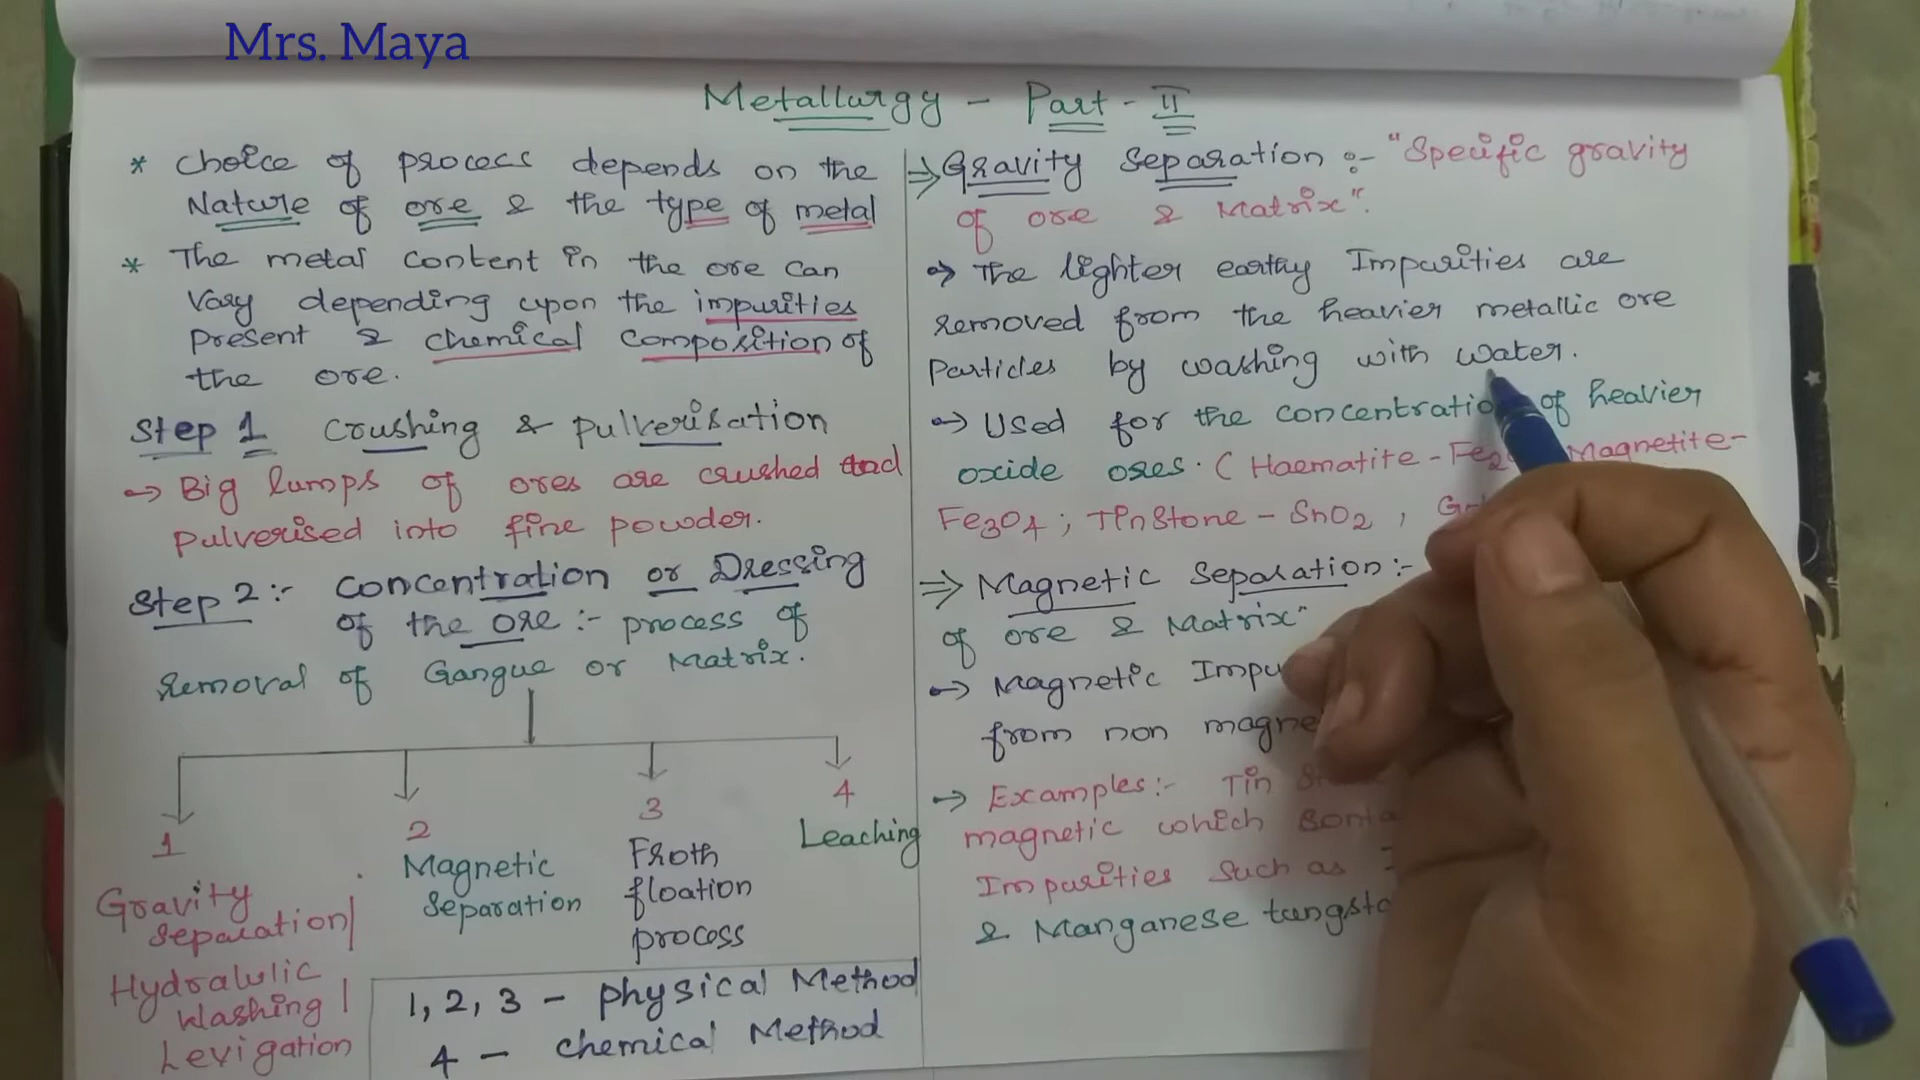 Mrs. Maya
Metallurgy - Part - II
* Choice of process depends on the
Nature of ore & the type of metal
* The metal content in the ore can
Vary depending upon the impurities
present & chemical composition of
the ore.
Step 1 Crushing & pulverisation
→ Big lumps of ores are crushed and
pulverised into fine powder.
Step 2 :- Concentration or Dressing
of the ore :- process of
removal of Gangue or Matrix.
1
Gravity
separation |
Hydralulic
Washing |
Levigation
2
Magnetic
separation
3
Froth
floation
process
4
Leaching
1, 2, 3 - physical Method
4 - chemical Method
⇒ Gravity Separation :- "Specific gravity
of ore & Matrix".
→ The lighter earthy Impurities are
removed from the heavier metallic ore
particles by washing with water.
→ Used for the concentration of heavier
oxide ores. (Haematite - Magnetite -
Fe3O4 ; TinStone - SnO2 ,
⇒ Magnetic Separation :-
of ore & Matrix"
→ Magnetic
from non
→ Examples :- Tin
magnetic which
Impurities such as
& Manganese